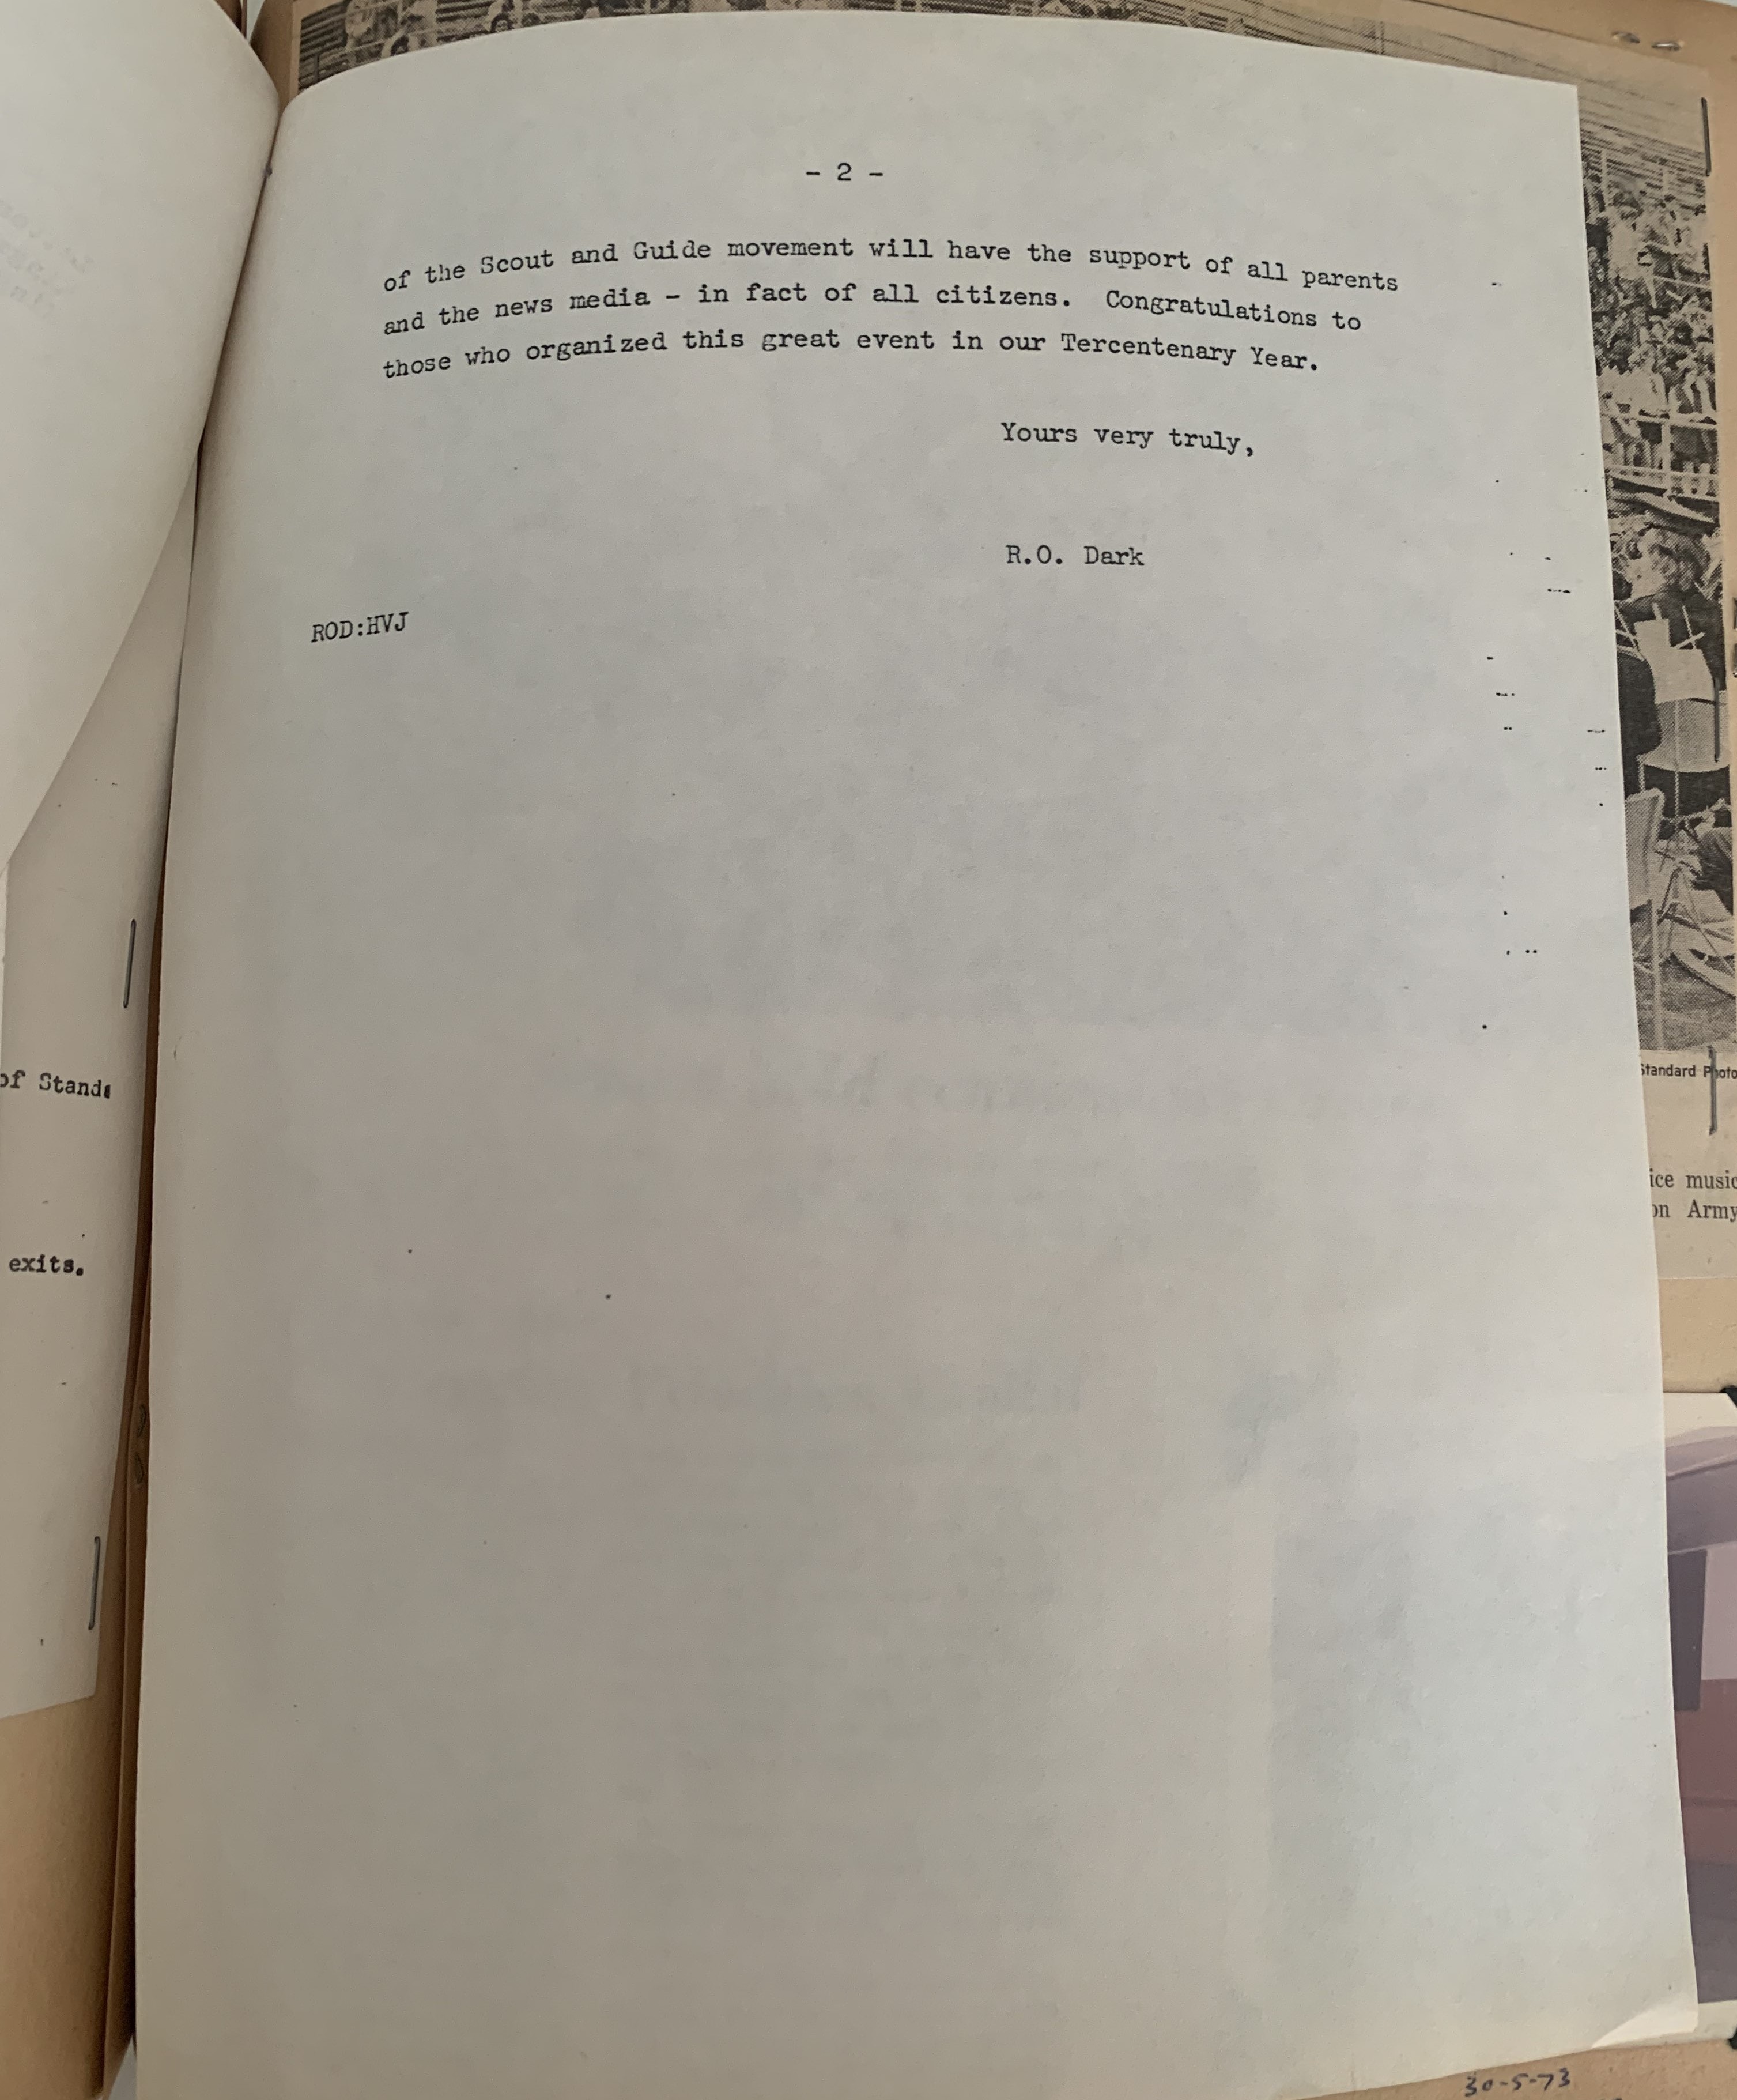 - 2 -
of the Scout and Guide movement will have the support of all parents
and the news media - in fact of all citizens.  Congratulations to
those who organized this great event in our Tercentenary Year.
Yours very truly,
R.O. Dark
ROD:HVJ
of Stands
exits.
Standard Photo
ice music
on Army
30-5-73